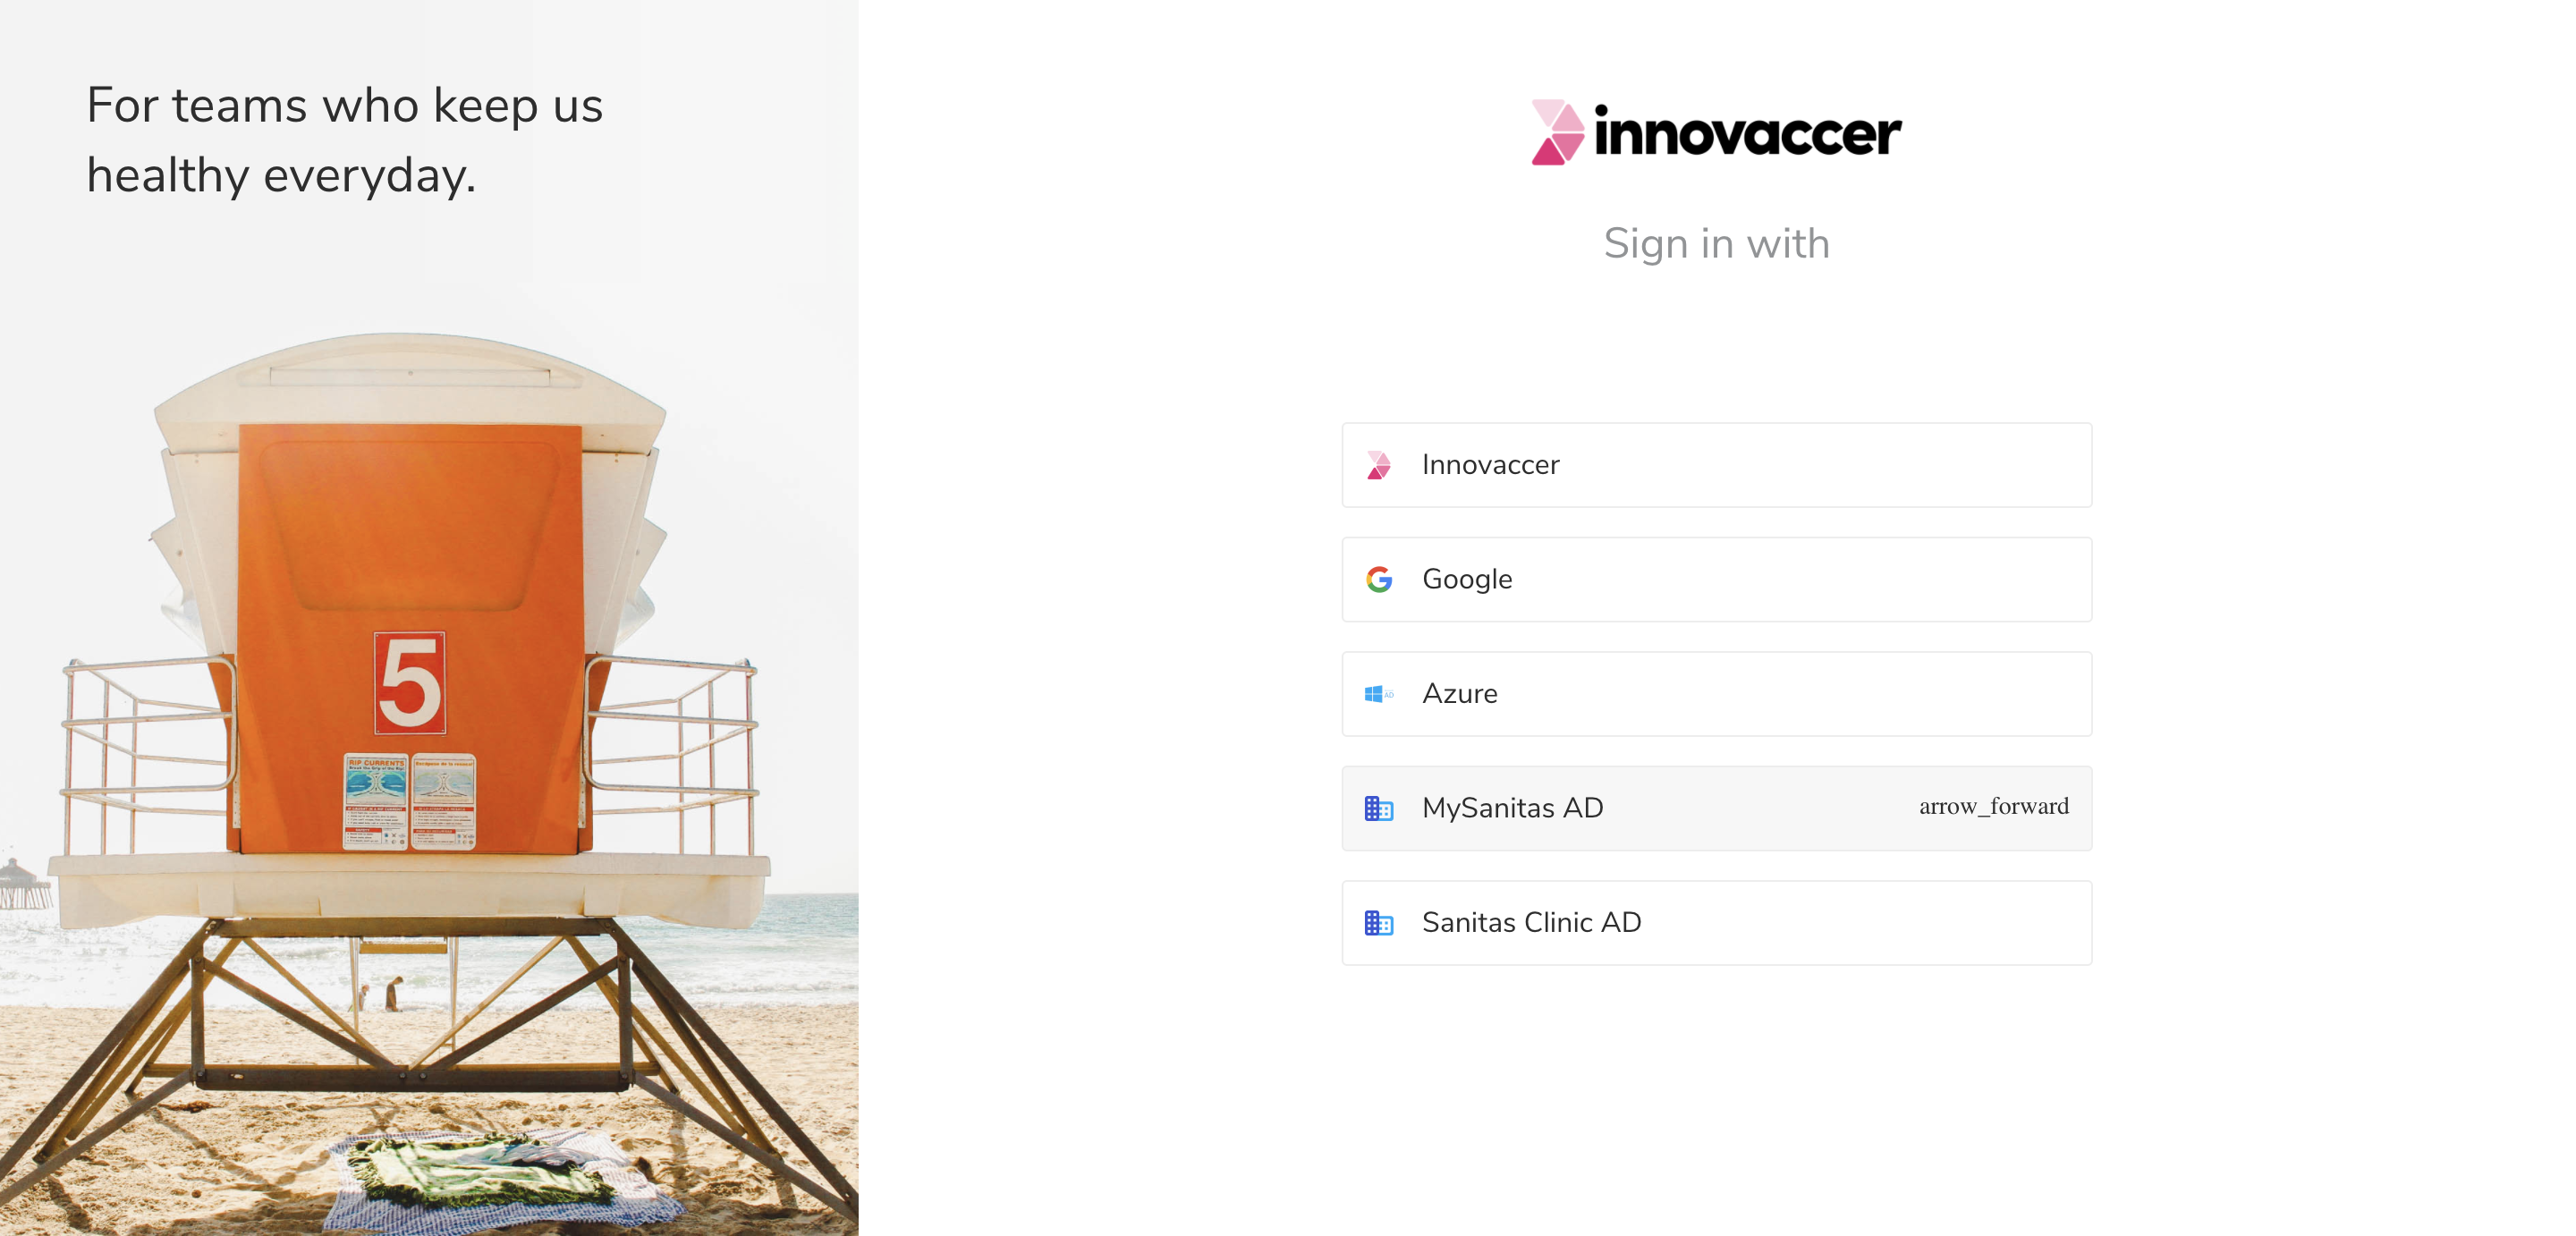 For teams who keep us
healthy everyday.
5
RIP CURRENTS
innovaccer
Sign in with
Innovaccer
Google
AD
Azure
MySanitas AD
arrow_forward
Sanitas Clinic AD